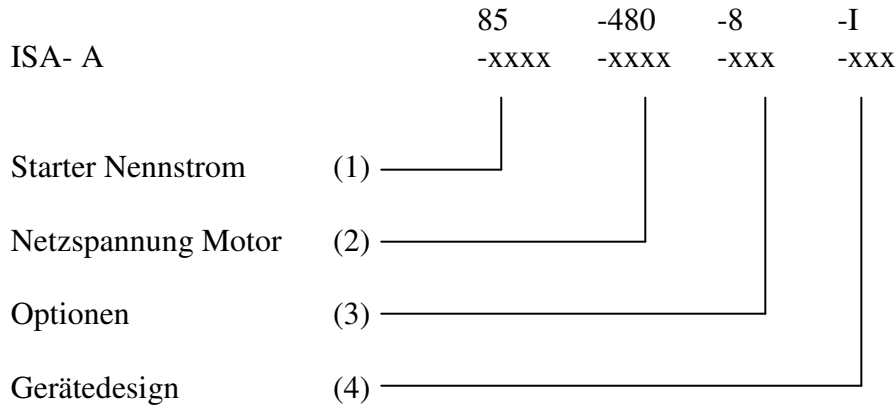 85 -480 -8 -I
ISA- A -xxxx -xxxx -xxx -xxx
Starter Nennstrom (1)
Netzspannung Motor (2)
Optionen (3)
Gerätedesign (4)